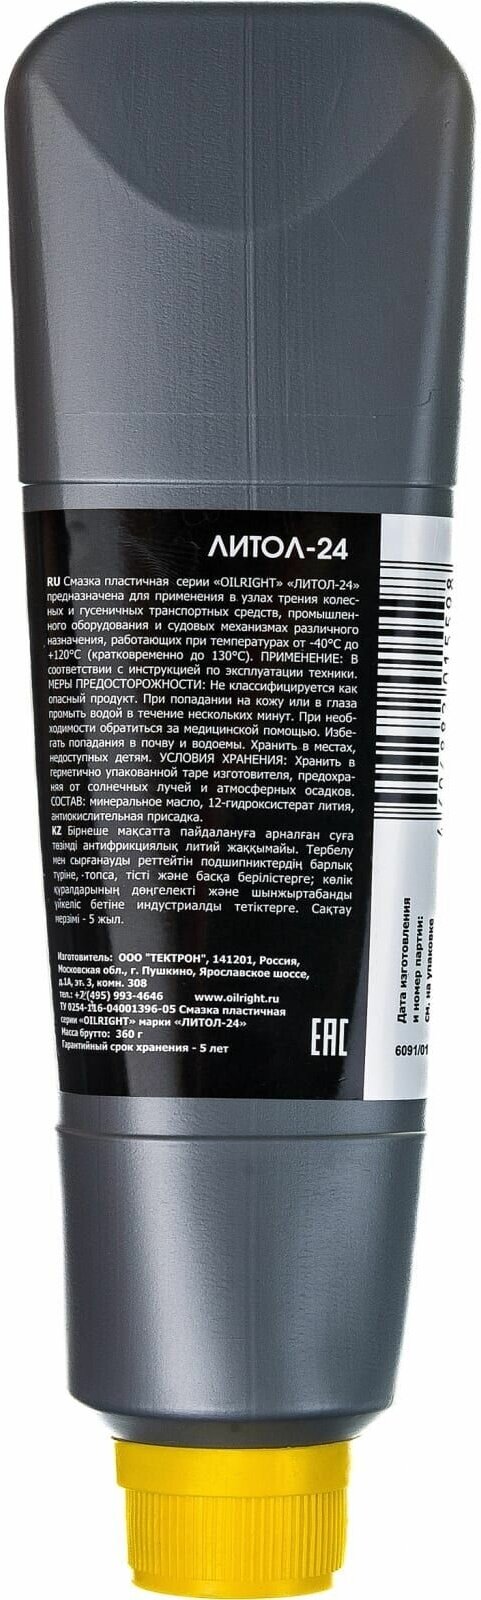 ЛИТОЛ-24
RU Смазка пластичная серии «OILRIGHT» «ЛИТОЛ-24»
предназначена для применения в узлах трения колес-
ных и гусеничных транспортных средств, промышлен-
ного оборудования и судовых механизмах различного
назначения, работающих при температурах от -40°С до
+120°С (кратковременно до 130°С). ПРИМЕНЕНИЕ: В
соответствии с инструкцией по эксплуатации техники.
МЕРЫ ПРЕДОСТОРОЖНОСТИ: Не классифицируется как
опасный продукт. При попадании на кожу или в глаза
промыть водой в течение нескольких минут. При необ-
ходимости обратиться за медицинской помощью. Избе-
гать попадания в почву и водоемы. Хранить в местах,
недоступных детям. УСЛОВИЯ ХРАНЕНИЯ: Хранить в
герметично упакованной таре изготовителя, предохра-
няя от солнечных лучей и атмосферных осадков.
СОСТАВ: минеральное масло, 12-гидроксистерат лития,
антиокислительная присадка.
KZ Бірнеше мақсатта пайдалануға арналған суға
төзімді антифрикциялық литий жаққымайы. Тербелу
мен сырғанауды реттейтін подшипниктердің барлық
түріне, топса, тісті және басқа берілістерге; көлік
құралдарының дөңгелекті және шынжыртабанды
үйкеліс бетіне индустриалды тетіктерге. Сақтау
мерзімі - 5 жыл.
Изготовитель: ООО "ТЕКТРОН", 141201, Россия,
Московская обл., г. Пушкино, Ярославское шоссе,
д.1А, эт. 3, комн. 308
тел.: +7(495) 993-4646 www.oilright.ru
ТУ 0254-116-04001396-05 Смазка пластичная
серии «OILRIGHT» марки «ЛИТОЛ-24»
Масса брутто: 360 г
Гарантийный срок хранения - 5 лет
EAC
Дата изготовления
и номер партии:
см. на упаковке
6091/01